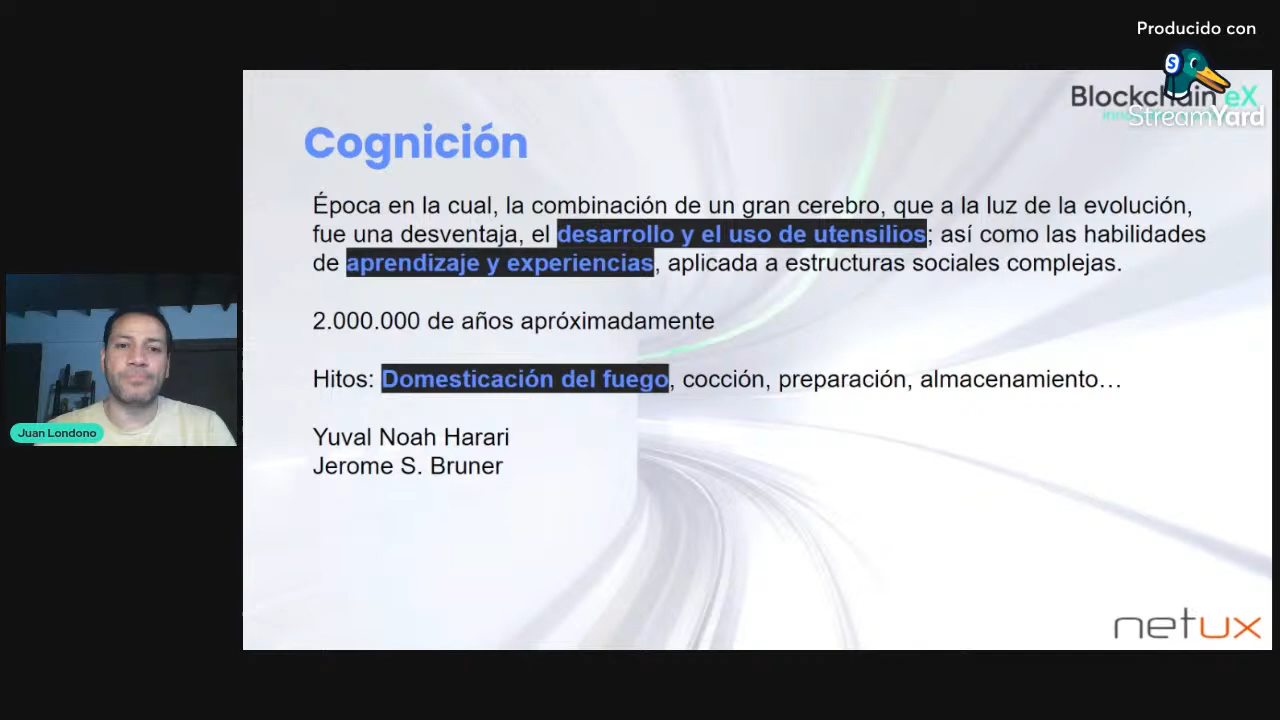 Producido con
StreamYard
Blockchain eX
Cognición
Época en la cual, la combinación de un gran cerebro, que a la luz de la evolución,
fue una desventaja, el desarrollo y el uso de utensilios; así como las habilidades
de aprendizaje y experiencias, aplicada a estructuras sociales complejas.
2.000.000 de años apróximadamente
Hitos: Domesticación del fuego, cocción, preparación, almacenamiento…
Yuval Noah Harari
Jerome S. Bruner
Juan Londono
netux